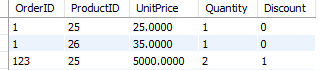 OrderID ProductID UnitPrice Quantity Discount
1 25 25.0000 1 0
1 26 35.0000 1 0
123 25 5000.0000 2 1